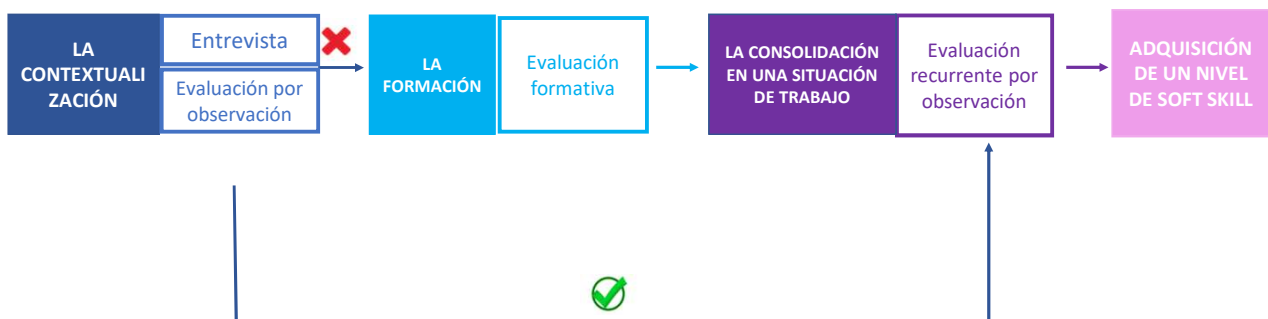 LA
CONTEXTUALI
ZACIÓN
Entrevista
Evaluación por
observación
LA
FORMACIÓN
Evaluación
formativa
LA CONSOLIDACIÓN
EN UNA SITUACIÓN
DE TRABAJO
Evaluación
recurrente por
observación
ADQUISICIÓN
DE UN NIVEL
DE SOFT SKILL